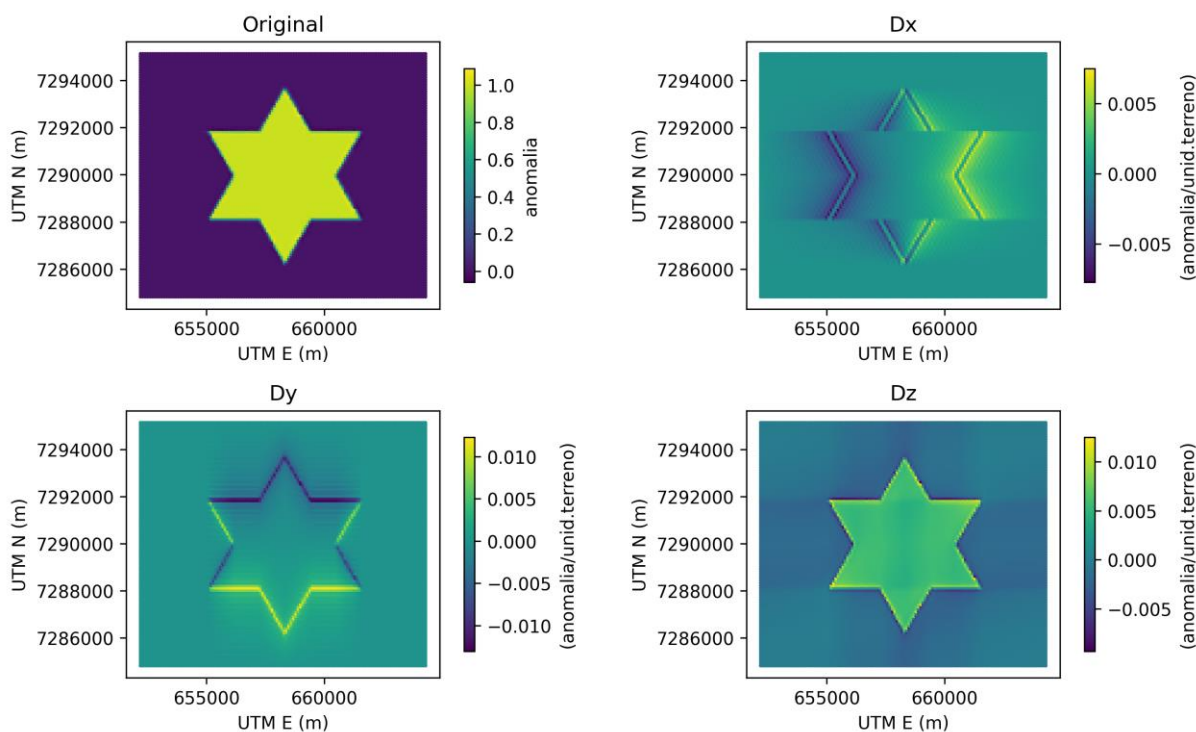 Original
7294000
7292000
7290000
7288000
7286000
UTM N (m)
655000 660000
UTM E (m)
1.0
0.8
0.6
0.4
0.2
0.0
anomalia
Dx
7294000
7292000
7290000
7288000
7286000
UTM N (m)
655000 660000
UTM E (m)
0.005
0.000
−0.005
(anomalia/unid.terreno)
Dy
7294000
7292000
7290000
7288000
7286000
UTM N (m)
655000 660000
UTM E (m)
0.010
0.005
0.000
−0.005
−0.010
(anomalia/unid.terreno)
Dz
7294000
7292000
7290000
7288000
7286000
UTM N (m)
655000 660000
UTM E (m)
0.010
0.005
0.000
−0.005
(anomalia/unid.terreno)